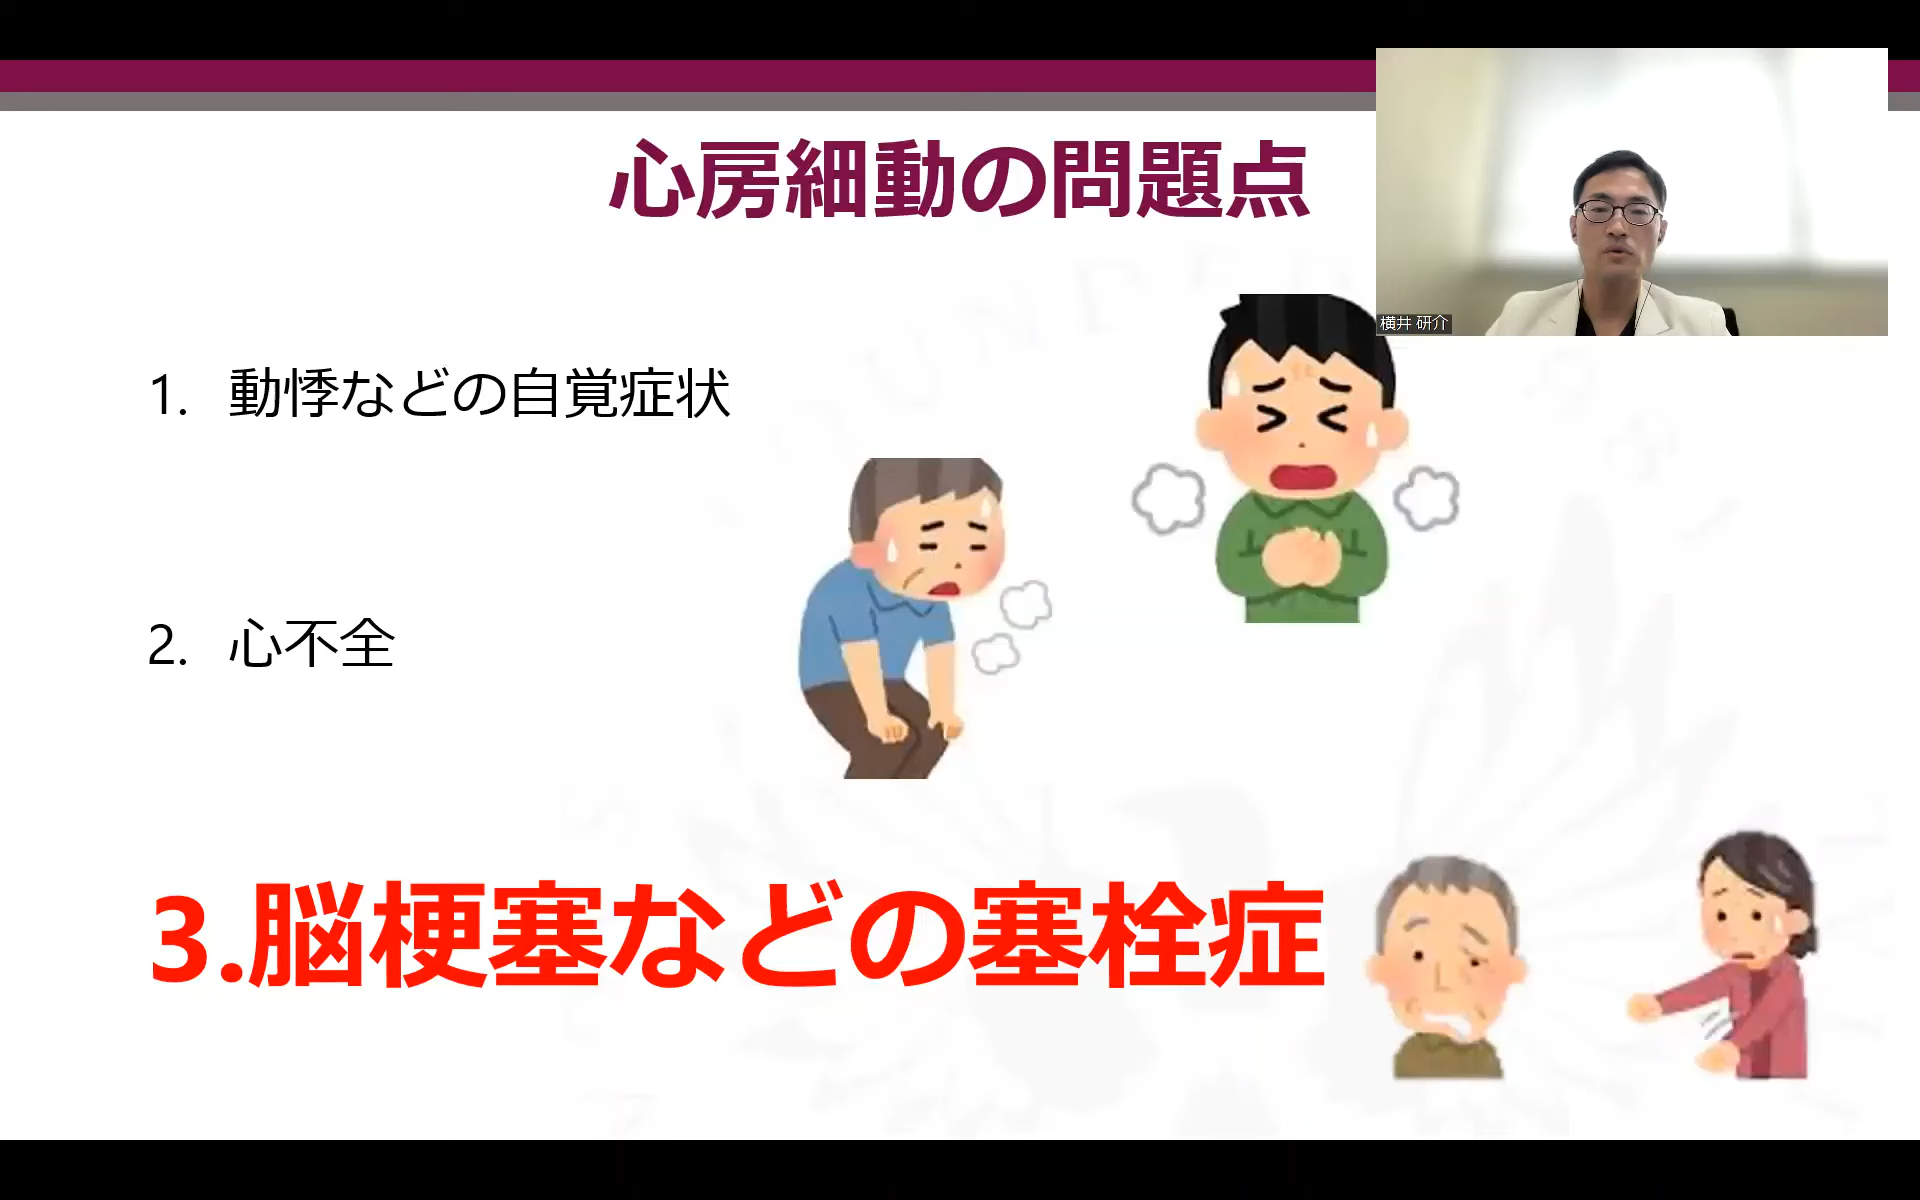 心房細動の問題点
横井 研介
1. 動悸などの自覚症状
2. 心不全
3.脳梗塞などの塞栓症